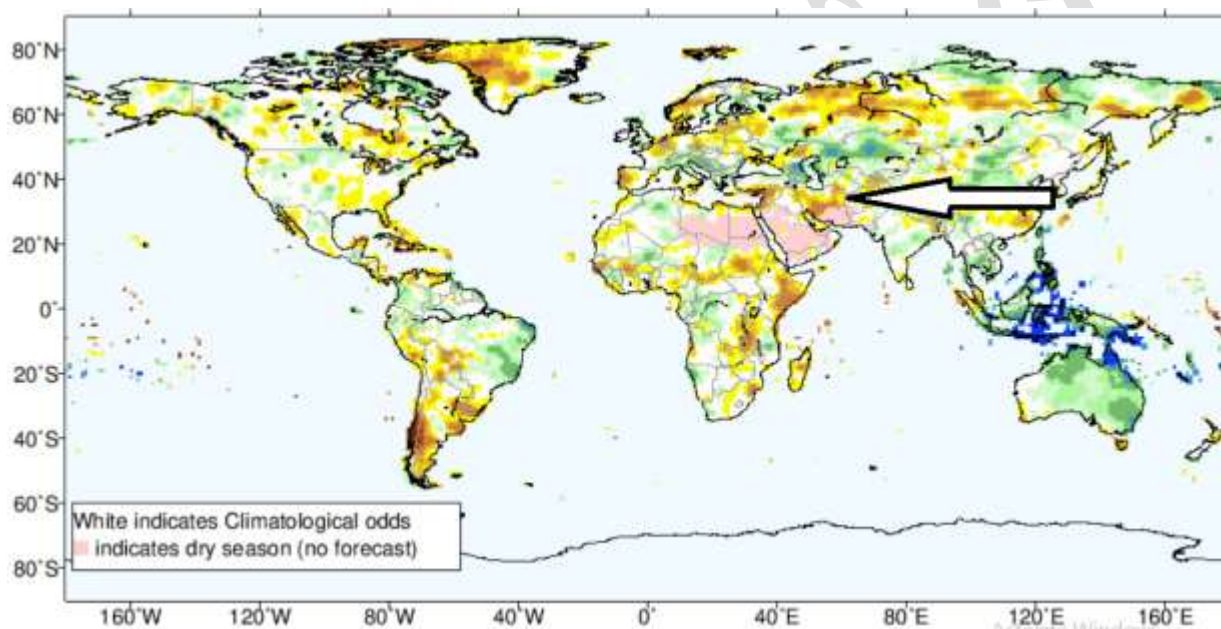 80°N
60°N
40°N
20°N
0°
20°S
40°S
60°S
80°S
White indicates Climatological odds
indicates dry season (no forecast)
160°W 120°W 80°W 40°W 0° 40°E 80°E 120°E 160°E